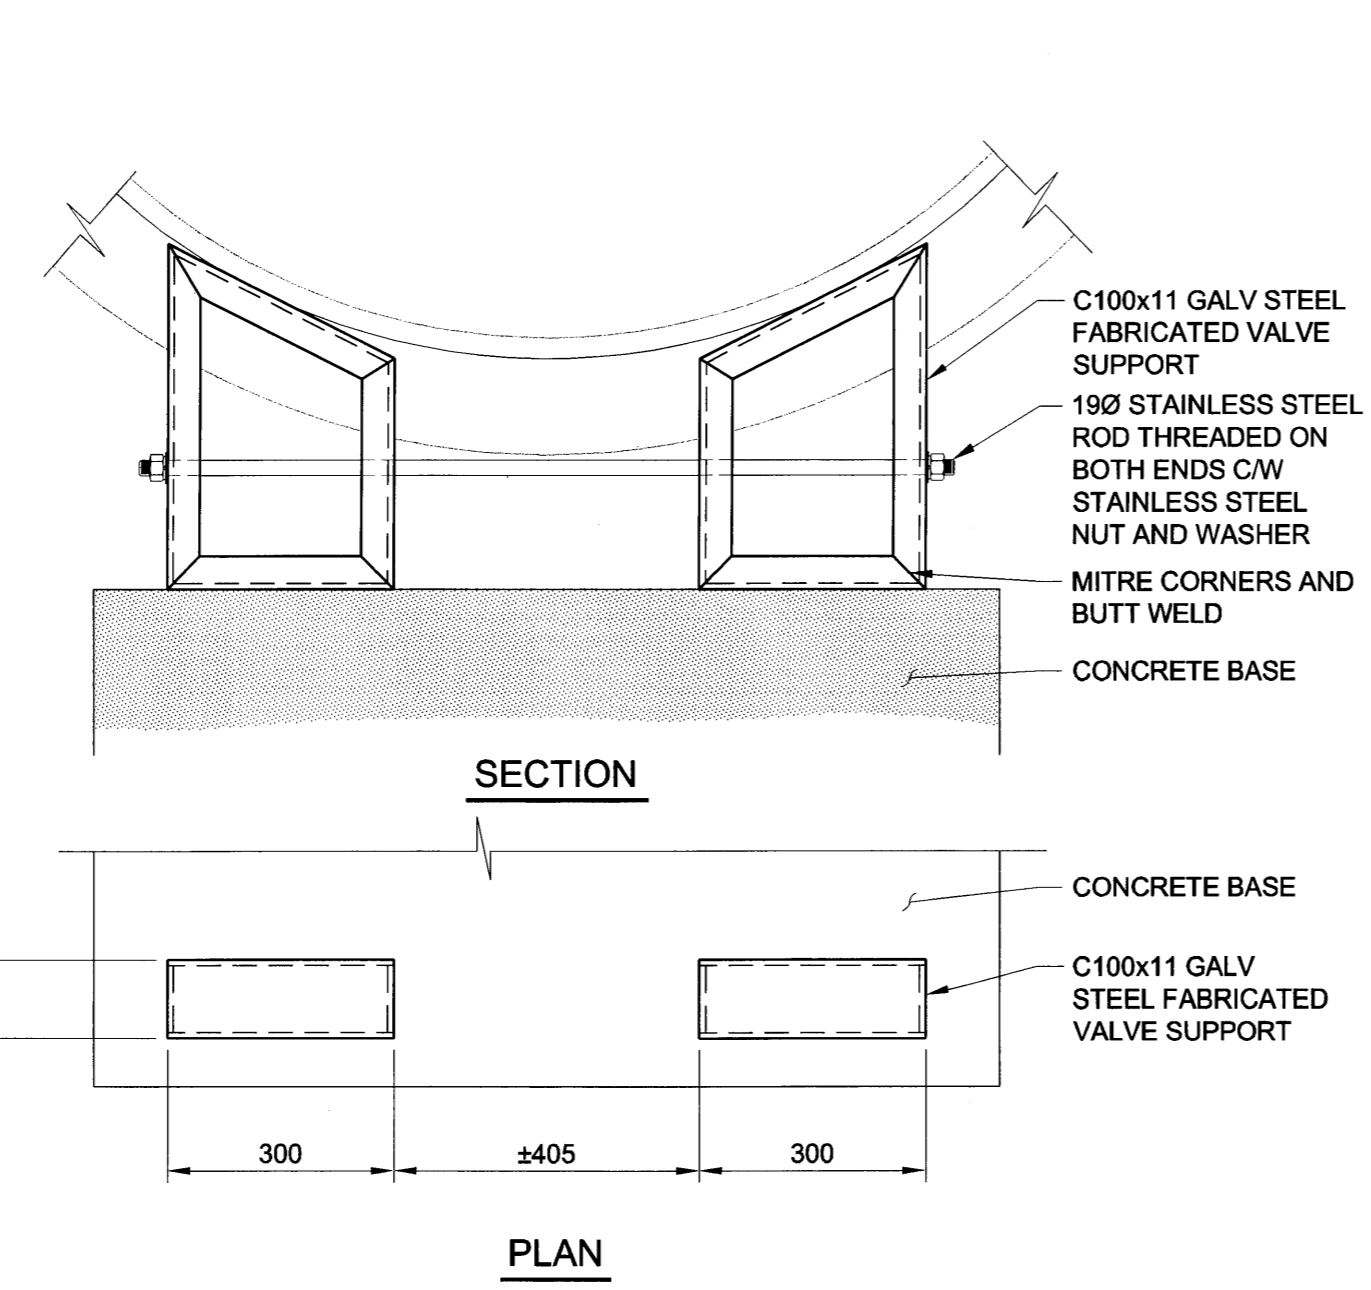 C100x11 GALV STEEL
FABRICATED VALVE
SUPPORT
19Ø STAINLESS STEEL
ROD THREADED ON
BOTH ENDS C/W
STAINLESS STEEL
NUT AND WASHER
MITRE CORNERS AND
BUTT WELD
CONCRETE BASE
SECTION
CONCRETE BASE
C100x11 GALV
STEEL FABRICATED
VALVE SUPPORT
300
±405
300
PLAN